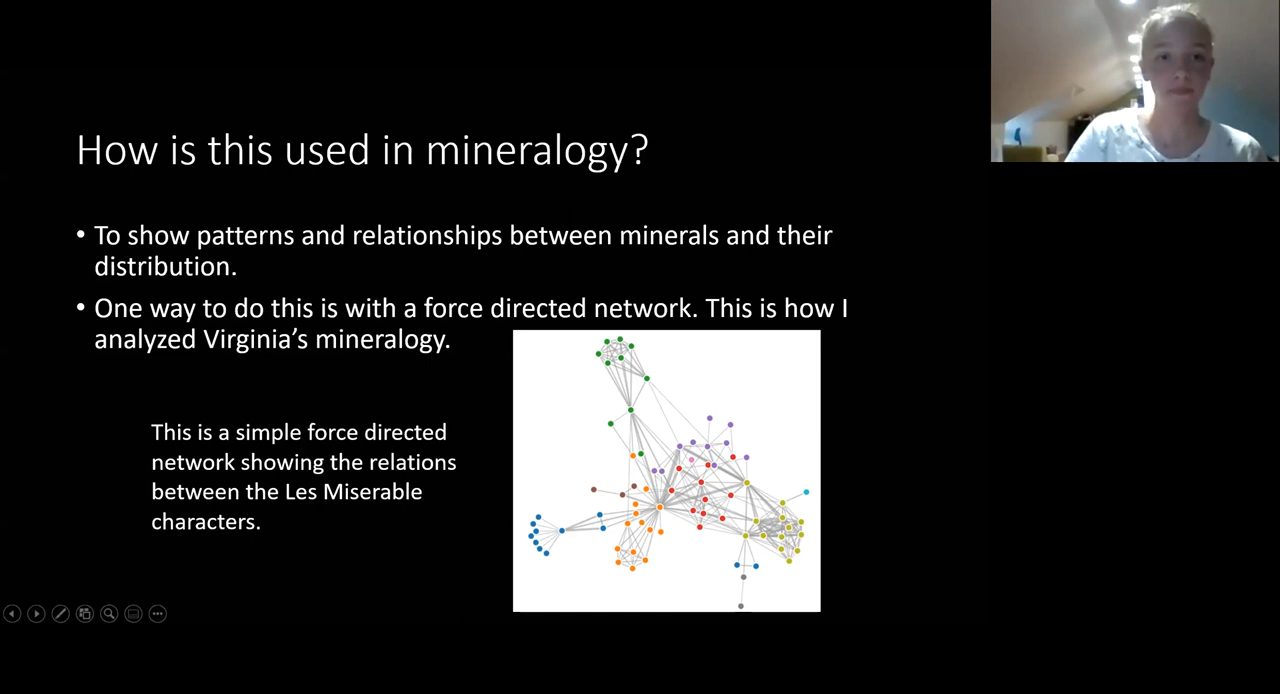 How is this used in mineralogy?
• To show patterns and relationships between minerals and their
distribution.
• One way to do this is with a force directed network. This is how I
analyzed Virginia’s mineralogy.
This is a simple force directed
network showing the relations
between the Les Miserable
characters.